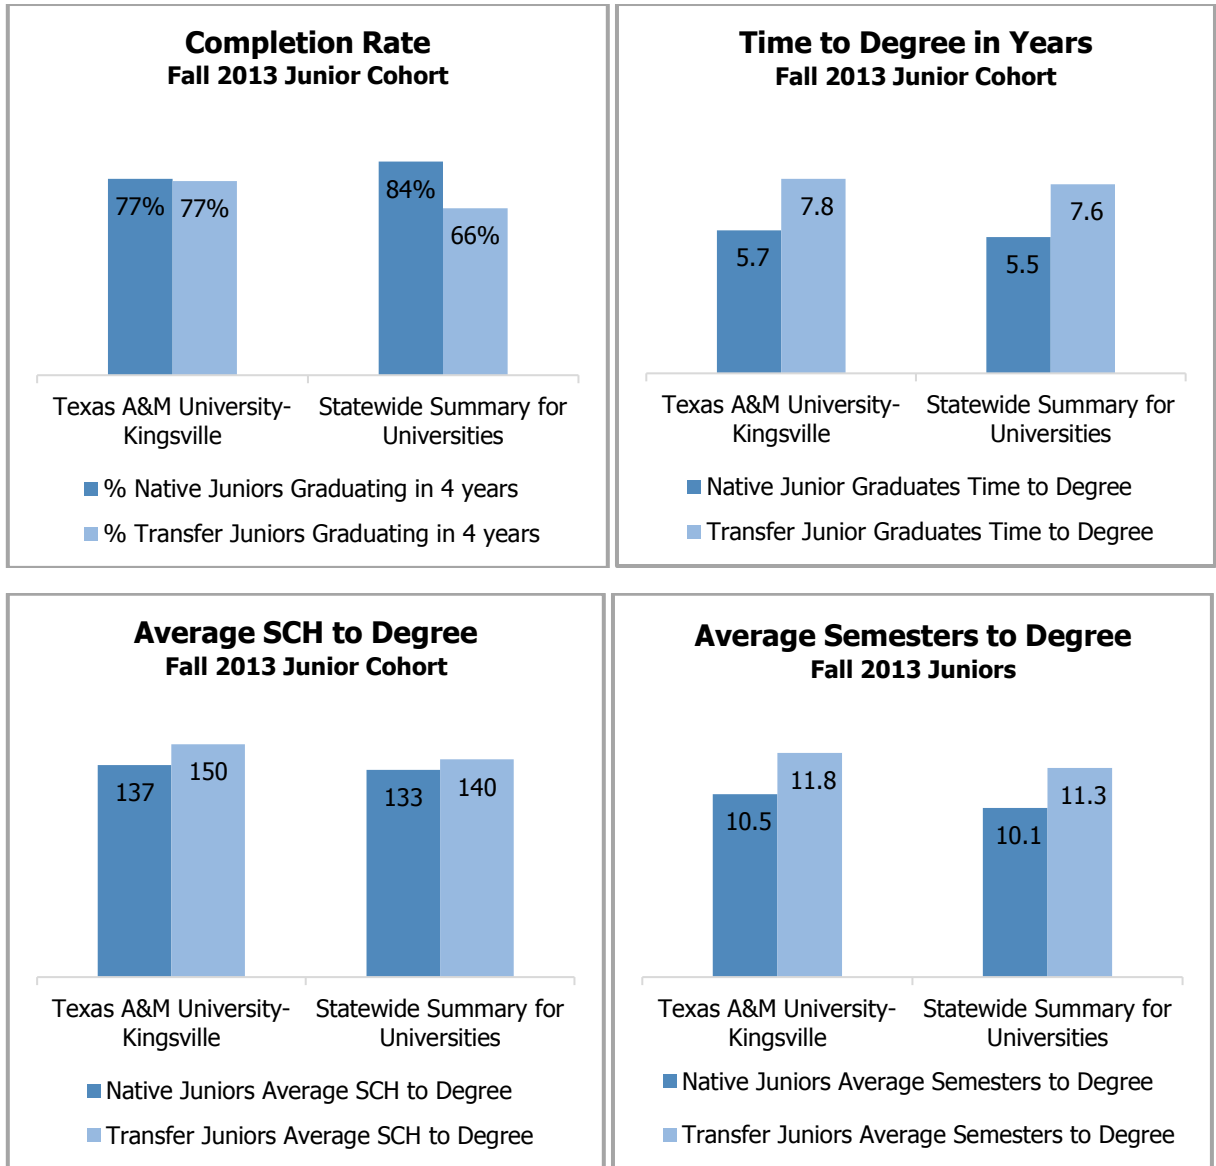 Completion Rate
Fall 2013 Junior Cohort
77%
77%
84%
66%
Texas A&M University-
Kingsville
Statewide Summary for
Universities
% Native Juniors Graduating in 4 years
% Transfer Juniors Graduating in 4 years
Time to Degree in Years
Fall 2013 Junior Cohort
5.7
7.8
5.5
7.6
Texas A&M University-
Kingsville
Statewide Summary for
Universities
Native Junior Graduates Time to Degree
Transfer Junior Graduates Time to Degree
Average SCH to Degree
Fall 2013 Junior Cohort
137
150
133
140
Texas A&M University-
Kingsville
Statewide Summary for
Universities
Native Juniors Average SCH to Degree
Transfer Juniors Average SCH to Degree
Average Semesters to Degree
Fall 2013 Juniors
10.5
11.8
10.1
11.3
Texas A&M University-
Kingsville
Statewide Summary for
Universities
Native Juniors Average Semesters to Degree
Transfer Juniors Average Semesters to Degree